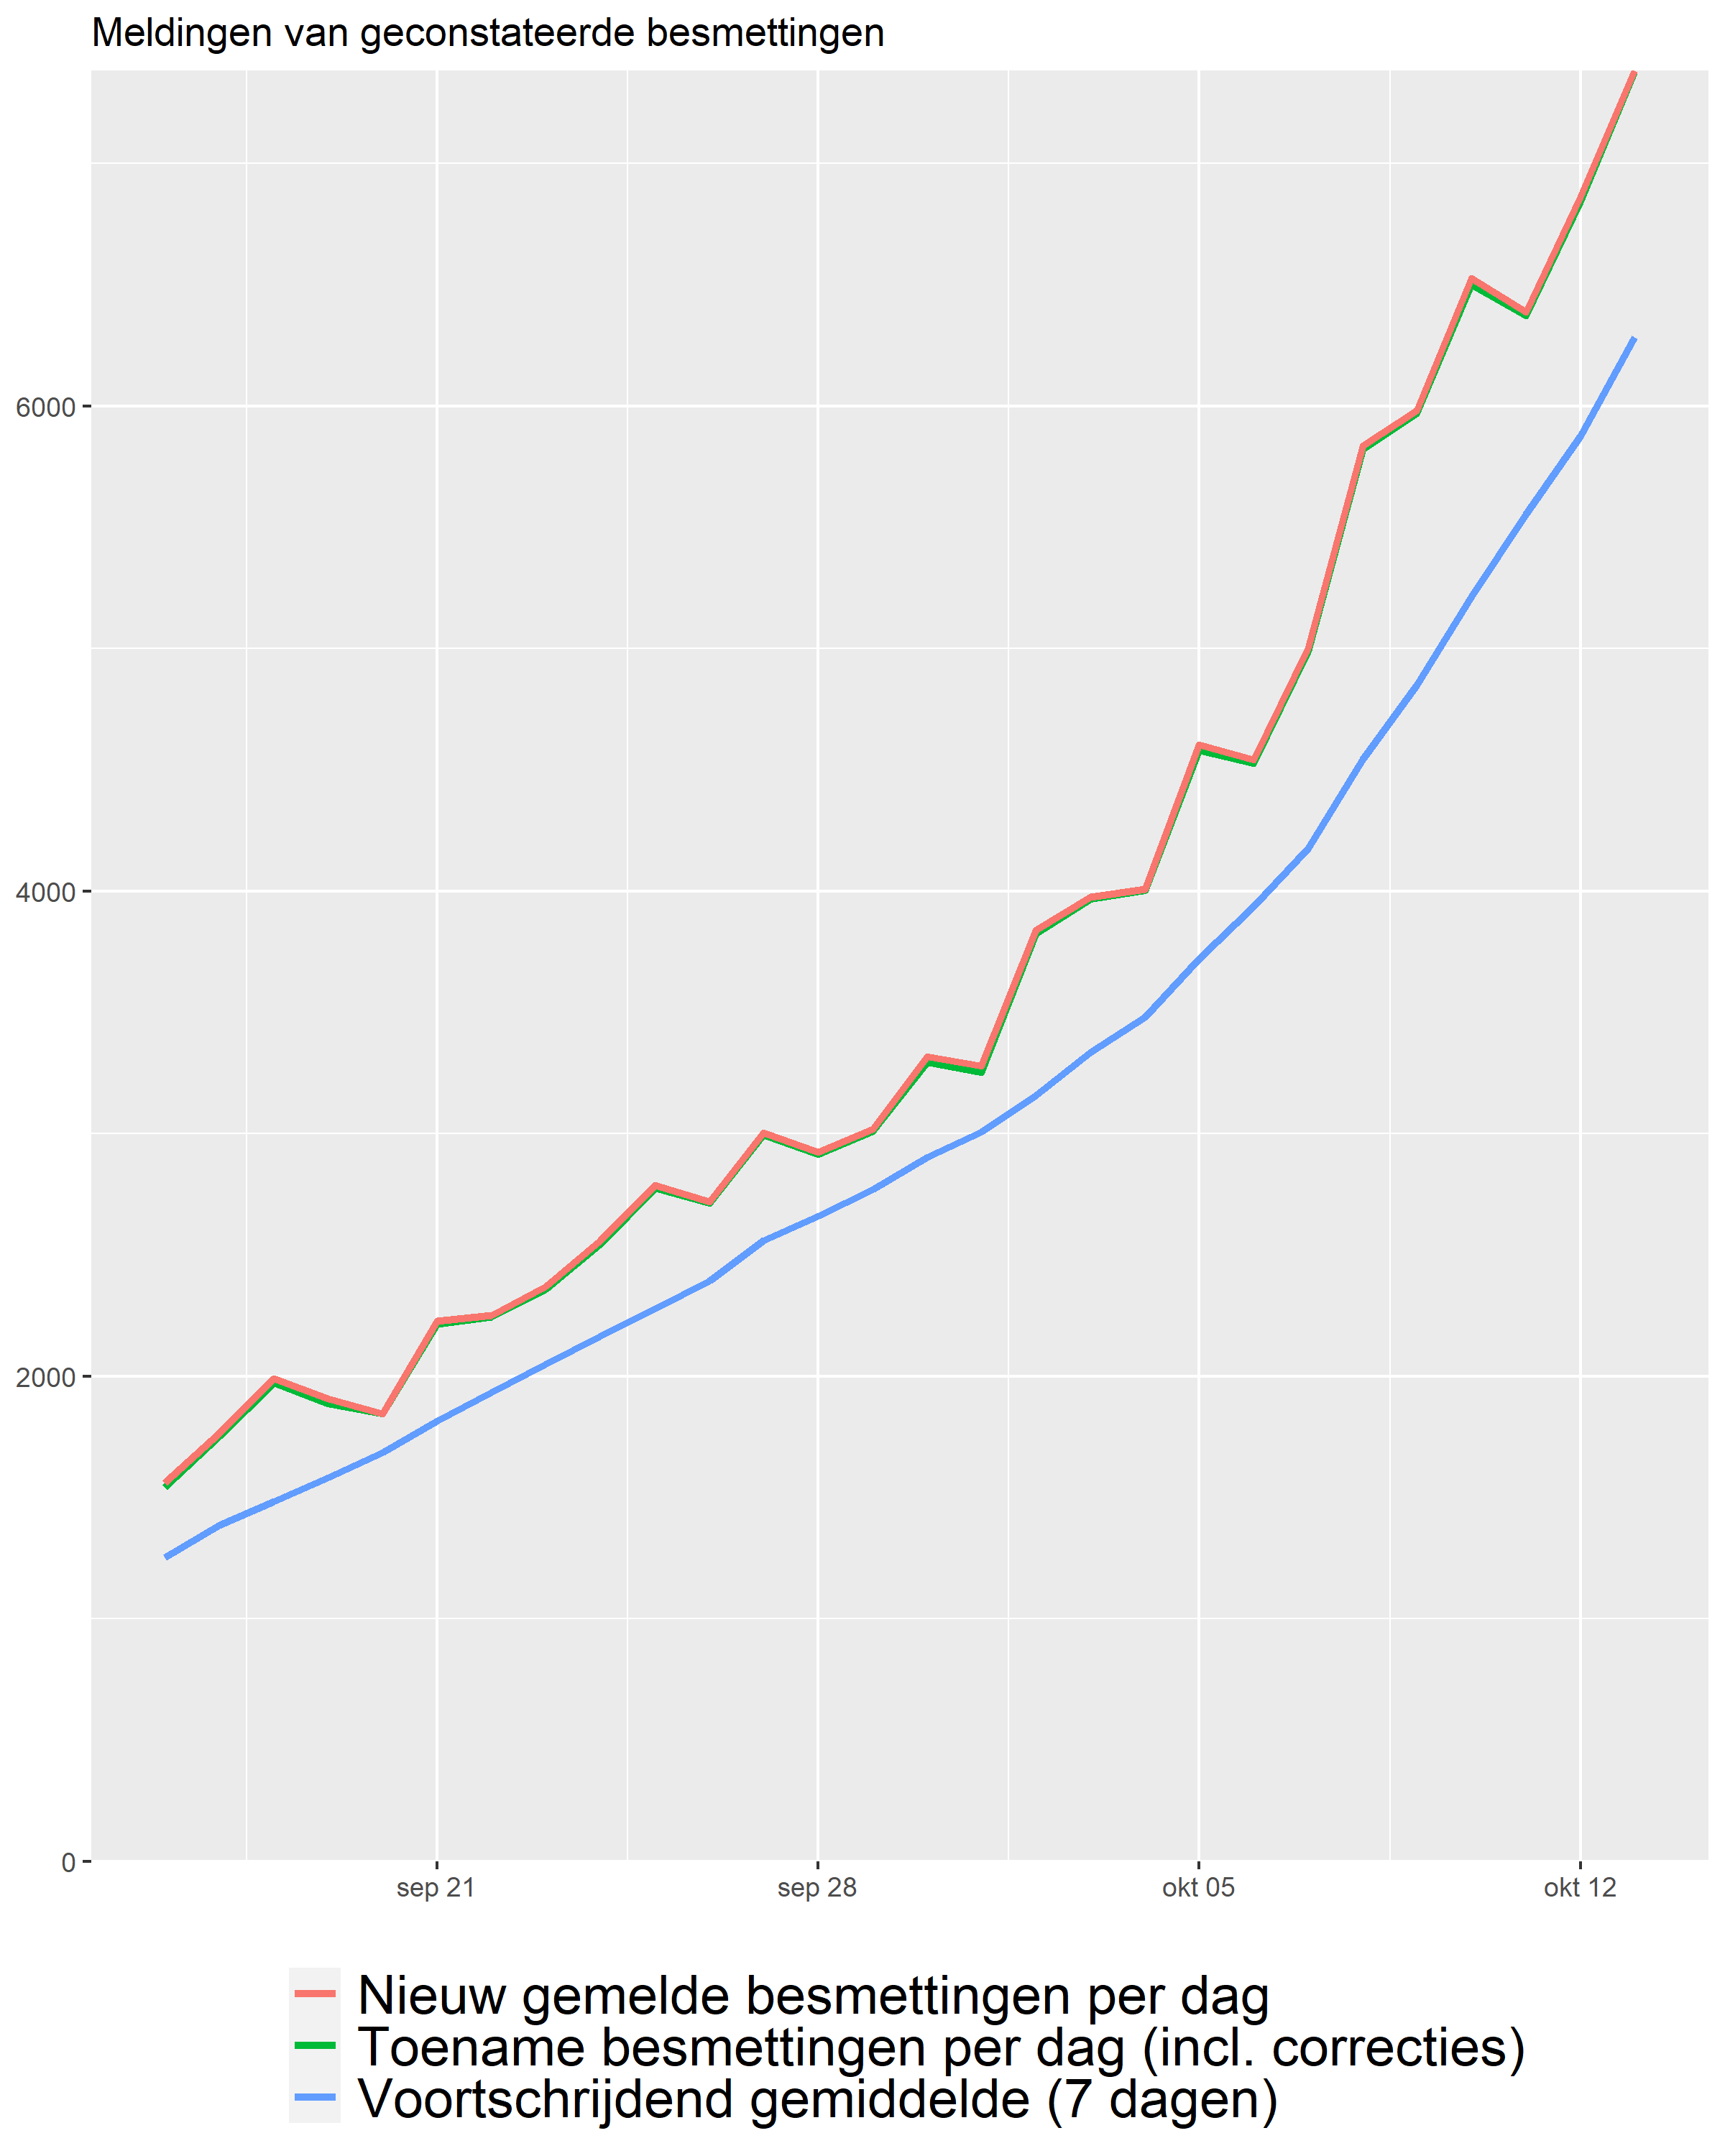 Meldingen van geconstateerde besmettingen
6000
4000
2000
0
sep 21
sep 28
okt 05
okt 12
Nieuw gemelde besmettingen per dag
Toename besmettingen per dag (incl. correcties)
Voortschrijdend gemiddelde (7 dagen)